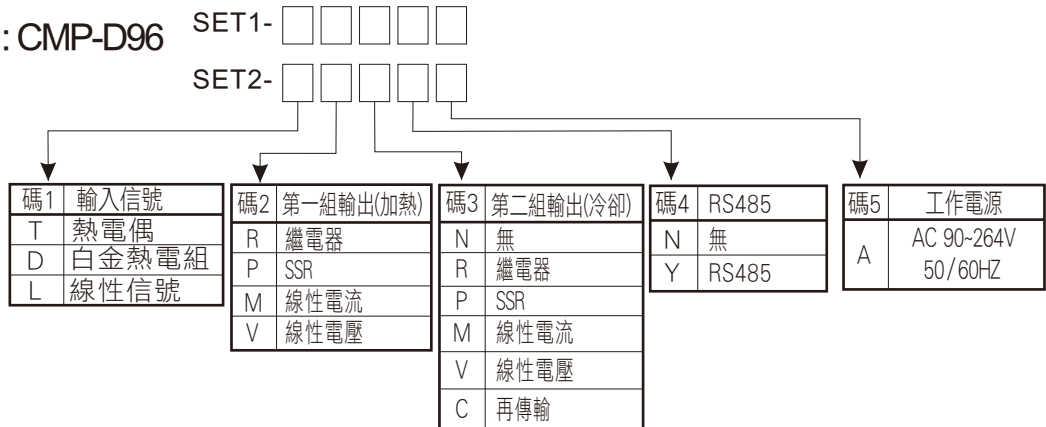 : CMP-D96
SET1-
SET2-
碼1 輸入信號
T 熱電偶
D 白金熱電組
L 線性信號
碼2 第一組輸出(加熱)
R 繼電器
P SSR
M 線性電流
V 線性電壓
碼3 第二組輸出(冷卻)
N 無
R 繼電器
P SSR
M 線性電流
V 線性電壓
C 再傳輸
碼4 RS485
N 無
Y RS485
碼5 工作電源
A AC 90~264V
50/60HZ